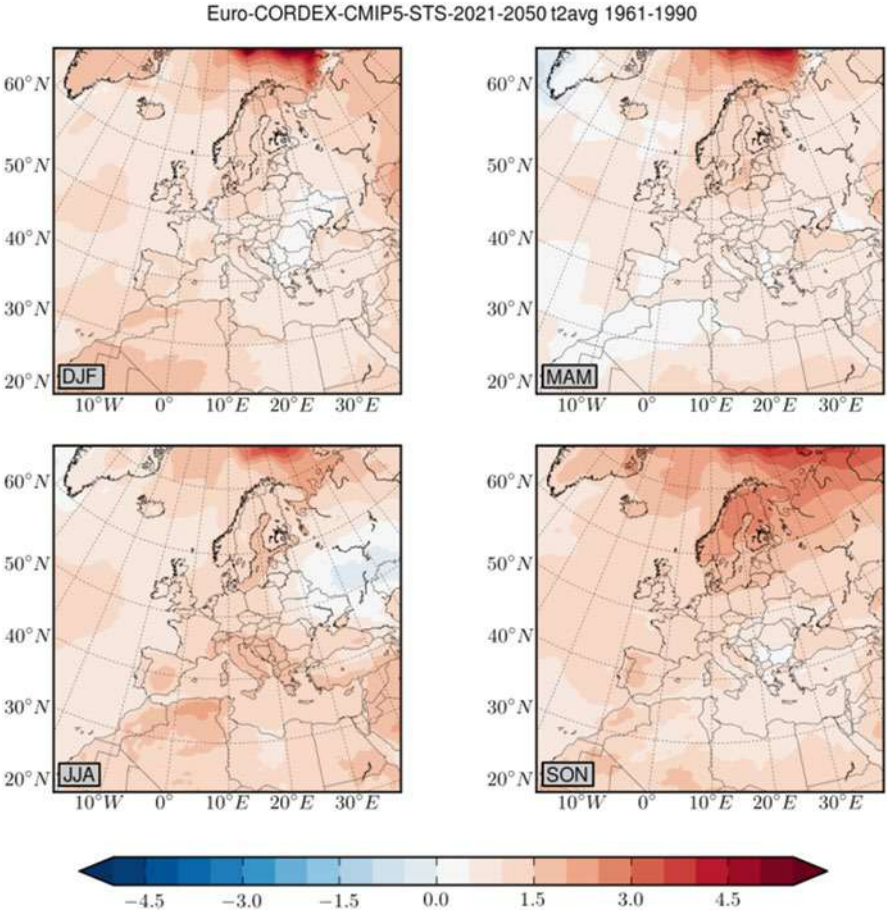 Euro-CORDEX-CMIP5-STS-2021-2050 t2avg 1961-1990
60°N
50°N
40°N
30°N
20°N
DJF
10°W 0° 10°E 20°E 30°E
60°N
50°N
40°N
30°N
20°N
MAM
10°W 0° 10°E 20°E 30°E
60°N
50°N
40°N
30°N
20°N
JJA
10°W 0° 10°E 20°E 30°E
60°N
50°N
40°N
30°N
20°N
SON
10°W 0° 10°E 20°E 30°E
−4.5 −3.0 −1.5 0.0 1.5 3.0 4.5